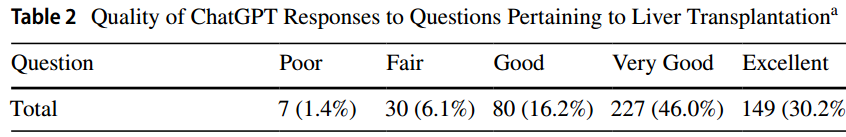 Table 2 Quality of ChatGPT Responses to Questions Pertaining to Liver Transplantationᵃ
Question Poor Fair Good Very Good Excellent
Total 7 (1.4%) 30 (6.1%) 80 (16.2%) 227 (46.0%) 149 (30.2%